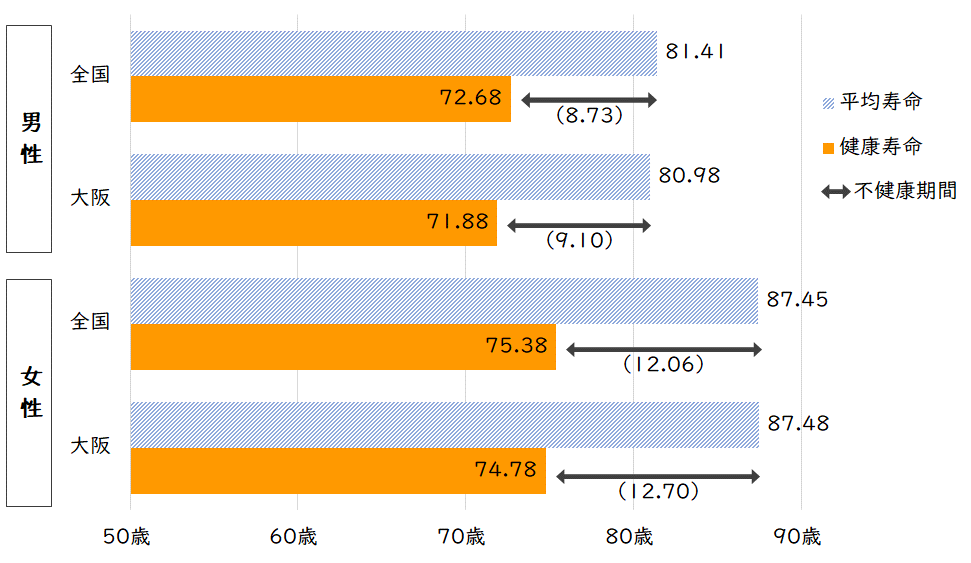 男性
全国
81.41
72.68
(8.73)
大阪
80.98
71.88
(9.10)
女性
全国
87.45
75.38
(12.06)
大阪
87.48
74.78
(12.70)
50歳 60歳 70歳 80歳 90歳
平均寿命
健康寿命
不健康期間